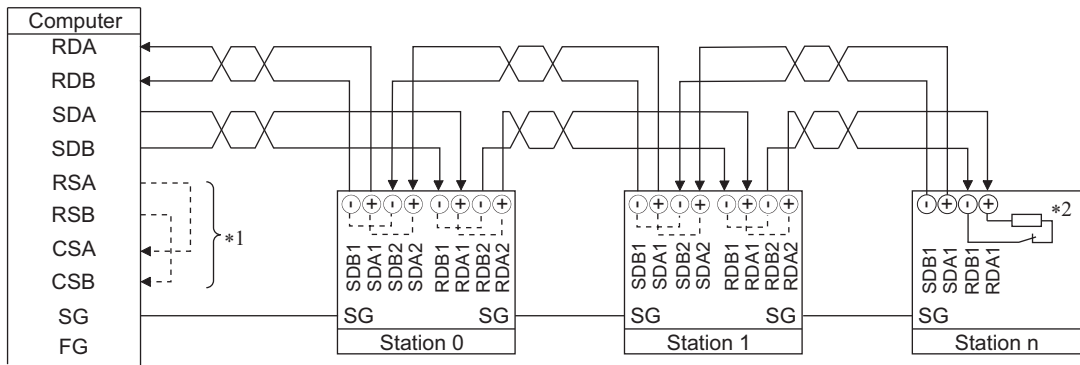 Computer
RDA
RDB
SDA
SDB
RSA
RSB
CSA
CSB
SG
FG
*1
- + - + - + - +
SDB1 SDA1 SDB2 SDA2 RDB1 RDA1 RDB2 RDA2
SG SG
Station 0
- + - + - + - +
SDB1 SDA1 SDB2 SDA2 RDB1 RDA1 RDB2 RDA2
SG SG
Station 1
- + - +
*2
SDB1 SDA1 RDB1 RDA1
SG
Station n